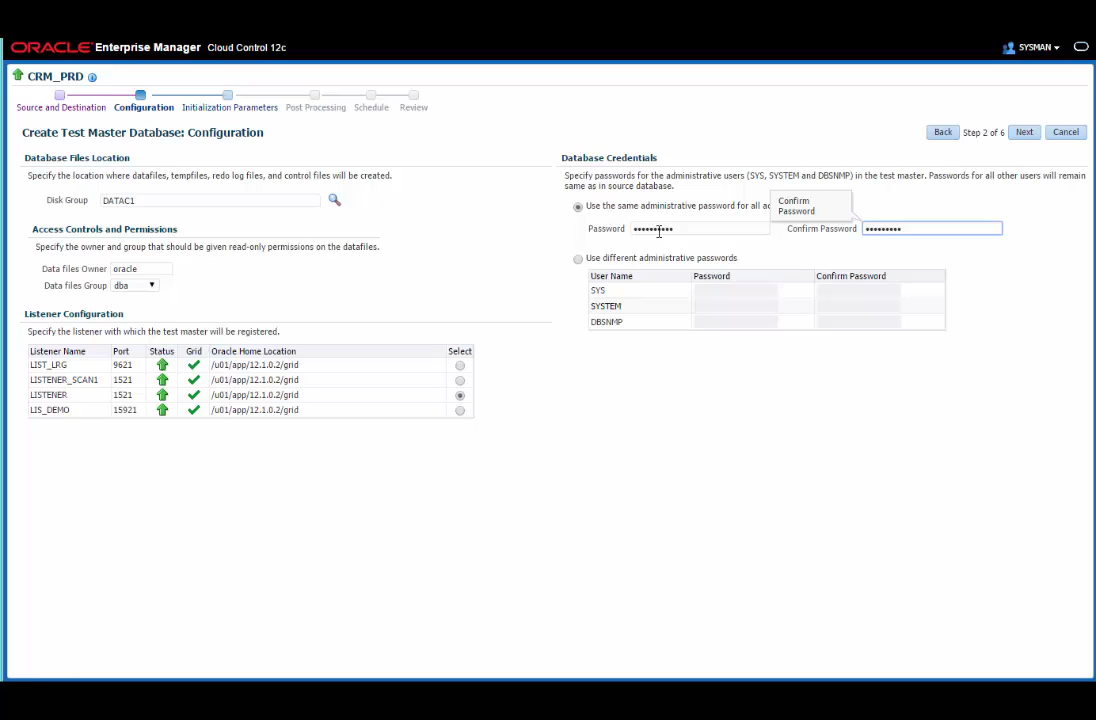 ORACLE Enterprise Manager Cloud Control 12c
SYSMAN
CRM_PRD
Source and Destination Configuration Initialization Parameters Post Processing Schedule Review
Create Test Master Database: Configuration
Back Step 2 of 6 Next Cancel
Database Files Location
Specify the location where datafiles, tempfiles, redo log files, and control files will be created.
Disk Group DATAC1
Access Controls and Permissions
Specify the owner and group that should be given read-only permissions on the datafiles.
Data files Owner oracle
Data files Group dba
Listener Configuration
Specify the listener with which the test master will be registered.
Listener Name Port Status Grid Oracle Home Location Select
LIST_LRG 9621 /u01/app/12.1.0.2/grid
LISTENER_SCAN1 1521 /u01/app/12.1.0.2/grid
LISTENER 1521 /u01/app/12.1.0.2/grid
LIS_DEMO 15921 /u01/app/12.1.0.2/grid
Database Credentials
Specify passwords for the administrative users (SYS, SYSTEM and DBSNMP) in the test master. Passwords for all other users will remain
same as in source database.
Use the same administrative password for all ad
Confirm
Password
Password •••••••••• Confirm Password •••••••••
Use different administrative passwords
User Name Password Confirm Password
SYS
SYSTEM
DBSNMP